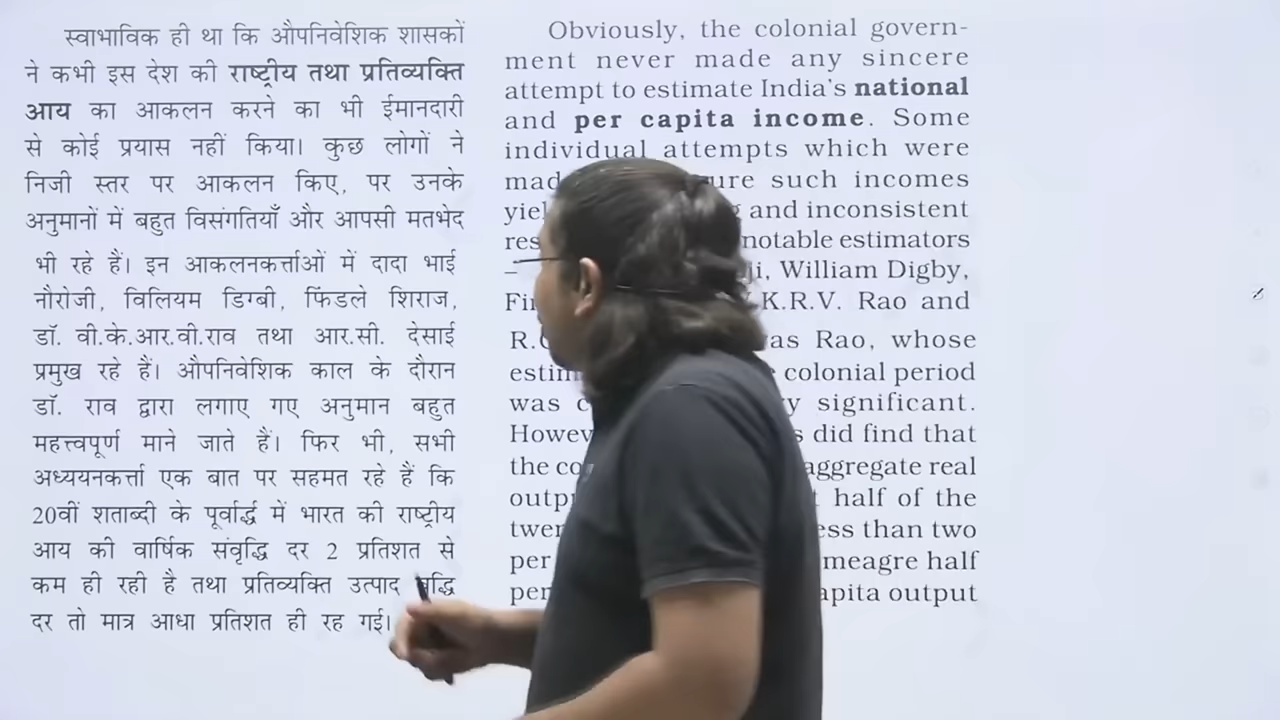 स्वाभाविक ही था कि औपनिवेशिक शासकों
ने कभी इस देश की राष्ट्रीय तथा प्रतिव्यक्ति
आय का आकलन करने का भी ईमानदारी
से कोई प्रयास नहीं किया। कुछ लोगों ने
निजी स्तर पर आकलन किए, पर उनके
अनुमानों में बहुत विसंगतियाँ और आपसी मतभेद
भी रहे हैं। इन आकलनकर्त्ताओं में दादा भाई
नौरोजी, विलियम डिग्बी, फिंडले शिराज,
डॉ. वी.के.आर.वी.राव तथा आर.सी. देसाई
प्रमुख रहे हैं। औपनिवेशिक काल के दौरान
डॉ. राव द्वारा लगाए गए अनुमान बहुत
महत्त्वपूर्ण माने जाते हैं। फिर भी, सभी
अध्ययनकर्त्ता एक बात पर सहमत रहे हैं कि
20वीं शताब्दी के पूर्वार्द्ध में भारत की राष्ट्रीय
आय की वार्षिक संवृद्धि दर 2 प्रतिशत से
कम ही रही है तथा प्रतिव्यक्ति उत्पाद
दर तो मात्र आधा प्रतिशत ही रह गई।
Obviously, the colonial govern-
ment never made any sincere
attempt to estimate India's national
and per capita income. Some
individual attempts which were
such incomes
and inconsistent
notable estimators
– William Digby,
Rao and
Rao, whose
colonial period
was significant.
did find that
the aggregate real
half of the
than two
per meagre half
output